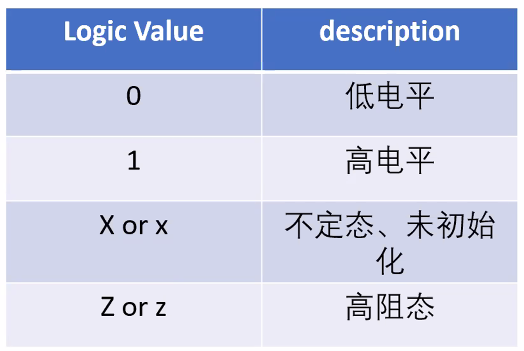 Logic Value description
0 低电平
1 高电平
X or x 不定态、未初始
化
Z or z 高阻态